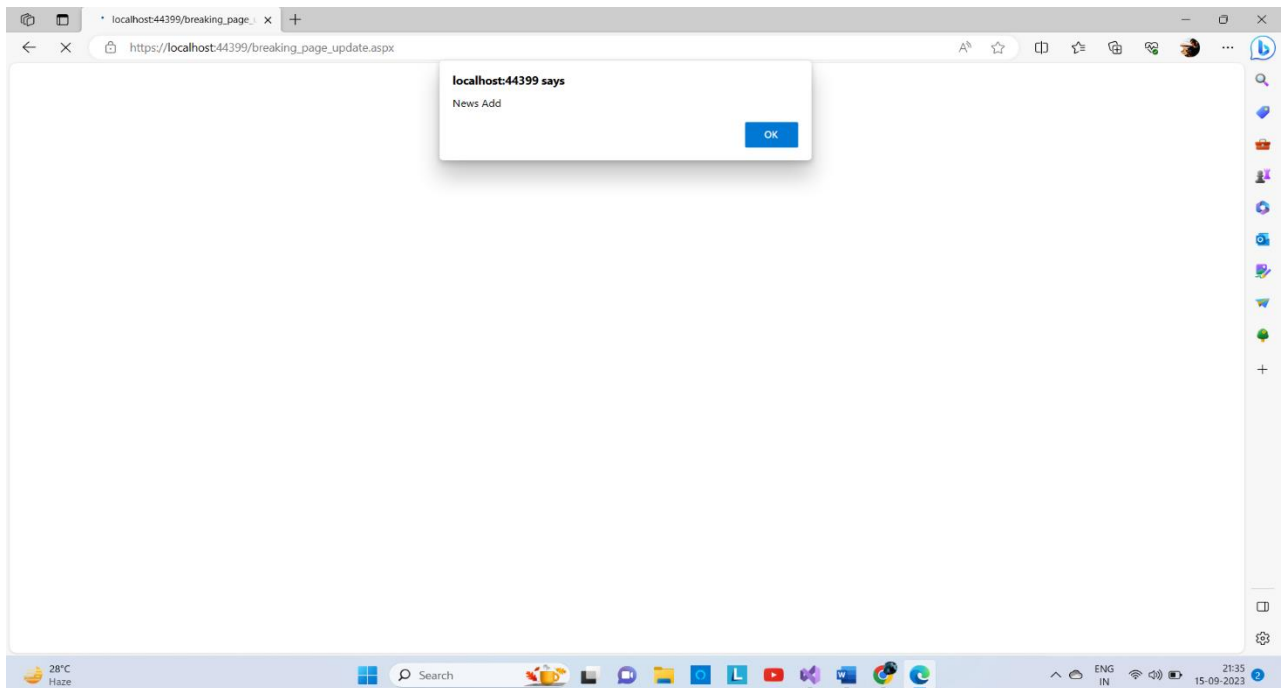 localhost:44399/breaking_page_u
https://localhost:44399/breaking_page_update.aspx
localhost:44399 says
News Add
OK
28°C
Haze
Search
ENG
IN
21:35
15-09-2023
2